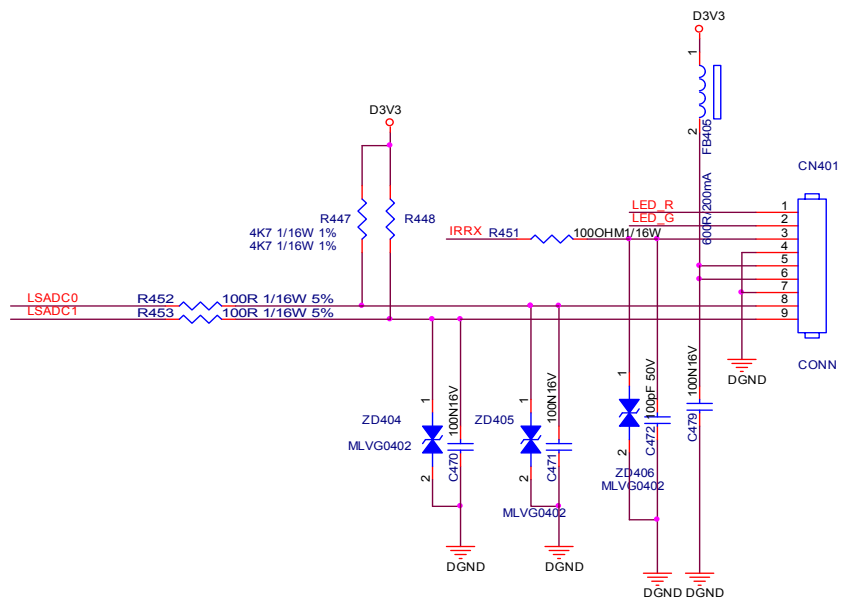 D3V3
1
2
FB405
600R/200mA
D3V3
CN401
R447
R448
4K7 1/16W 1%
4K7 1/16W 1%
LED_R
LED_G
IRRX
R451
100OHM1/16W
1
2
3
4
5
6
7
8
9
LSADC0
R452
100R 1/16W 5%
LSADC1
R453
100R 1/16W 5%
CONN
DGND
1
ZD404
MLVG0402
2
100N16V
C470
DGND
1
ZD405
2
MLVG0402
100N16V
C471
DGND
1
2
ZD406
MLVG0402
100pF 50V
C472
DGND
100N16V
C479
DGND